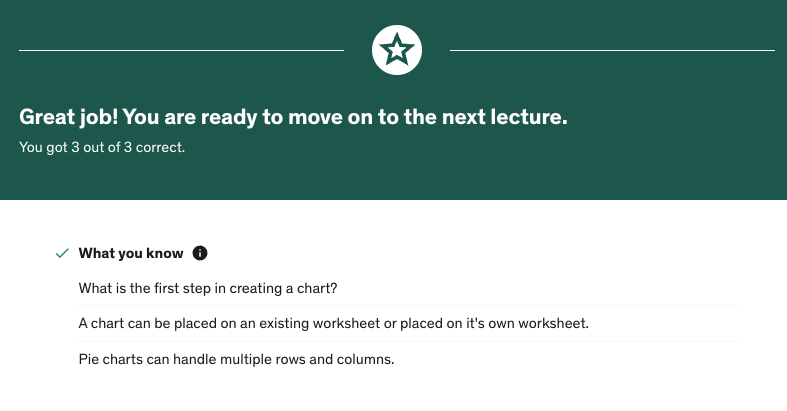 Great job! You are ready to move on to the next lecture.
You got 3 out of 3 correct.
What you know
What is the first step in creating a chart?
A chart can be placed on an existing worksheet or placed on it's own worksheet.
Pie charts can handle multiple rows and columns.